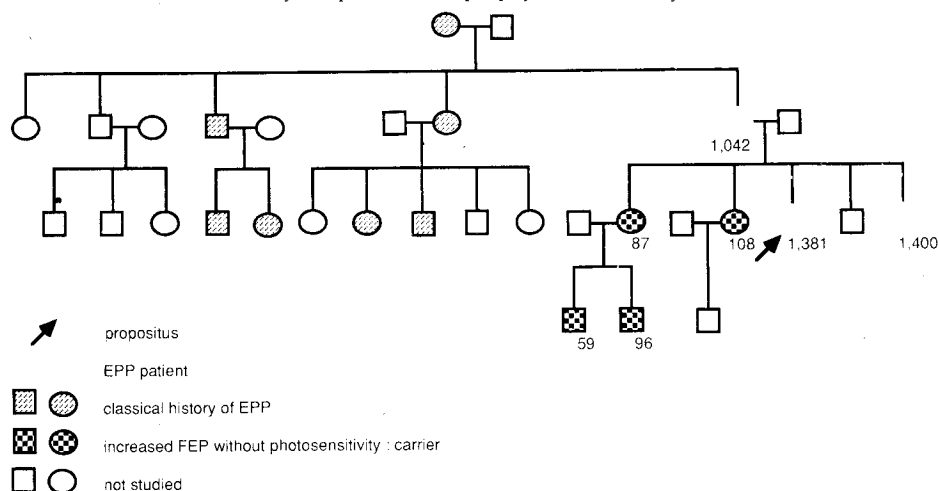 1,042
87
108
1,381
1,400
59
96
propositus
EPP patient
classical history of EPP
increased FEP without photosensitivity : carrier
not studied